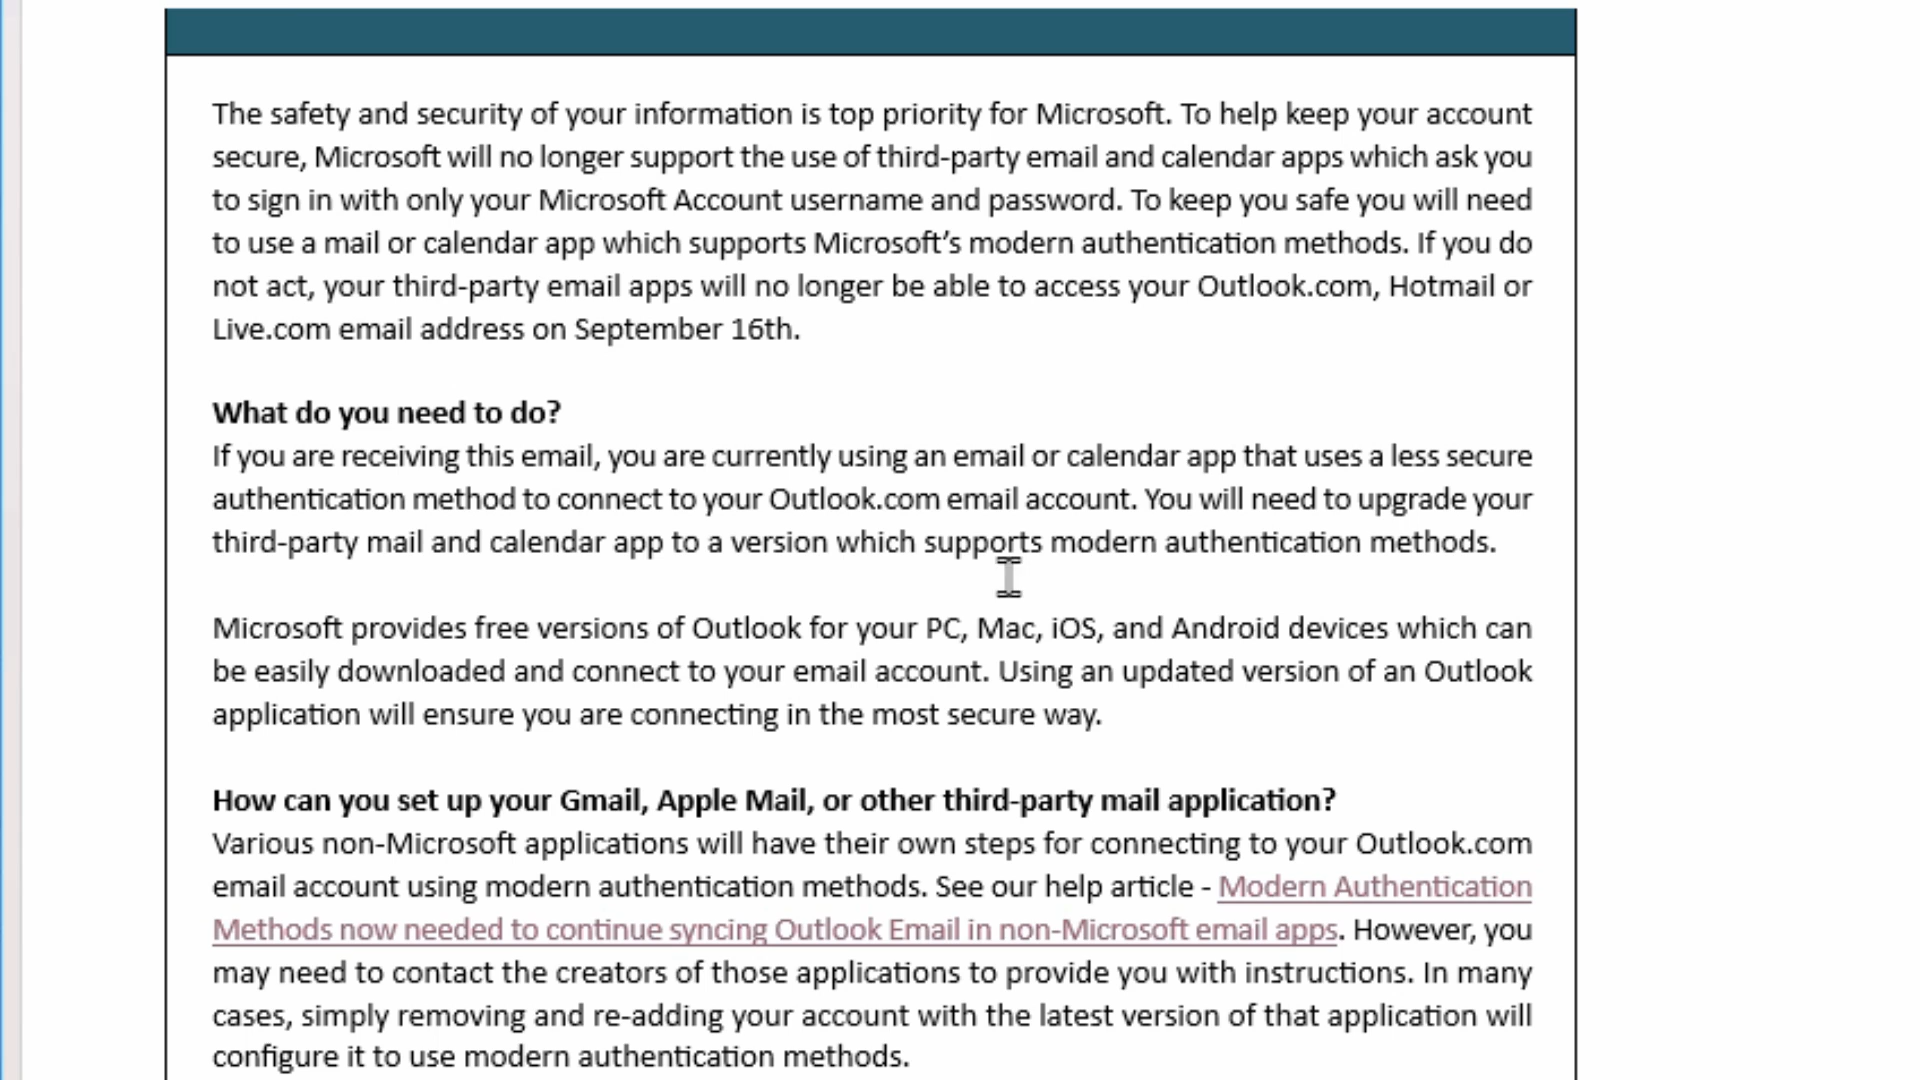 The safety and security of your information is top priority for Microsoft. To help keep your account
secure, Microsoft will no longer support the use of third-party email and calendar apps which ask you
to sign in with only your Microsoft Account username and password. To keep you safe you will need
to use a mail or calendar app which supports Microsoft’s modern authentication methods. If you do
not act, your third-party email apps will no longer be able to access your Outlook.com, Hotmail or
Live.com email address on September 16th.
What do you need to do?
If you are receiving this email, you are currently using an email or calendar app that uses a less secure
authentication method to connect to your Outlook.com email account. You will need to upgrade your
third-party mail and calendar app to a version which supports modern authentication methods.
Microsoft provides free versions of Outlook for your PC, Mac, iOS, and Android devices which can
be easily downloaded and connect to your email account. Using an updated version of an Outlook
application will ensure you are connecting in the most secure way.
How can you set up your Gmail, Apple Mail, or other third-party mail application?
Various non-Microsoft applications will have their own steps for connecting to your Outlook.com
email account using modern authentication methods. See our help article - Modern Authentication
Methods now needed to continue syncing Outlook Email in non-Microsoft email apps. However, you
may need to contact the creators of those applications to provide you with instructions. In many
cases, simply removing and re-adding your account with the latest version of that application will
configure it to use modern authentication methods.